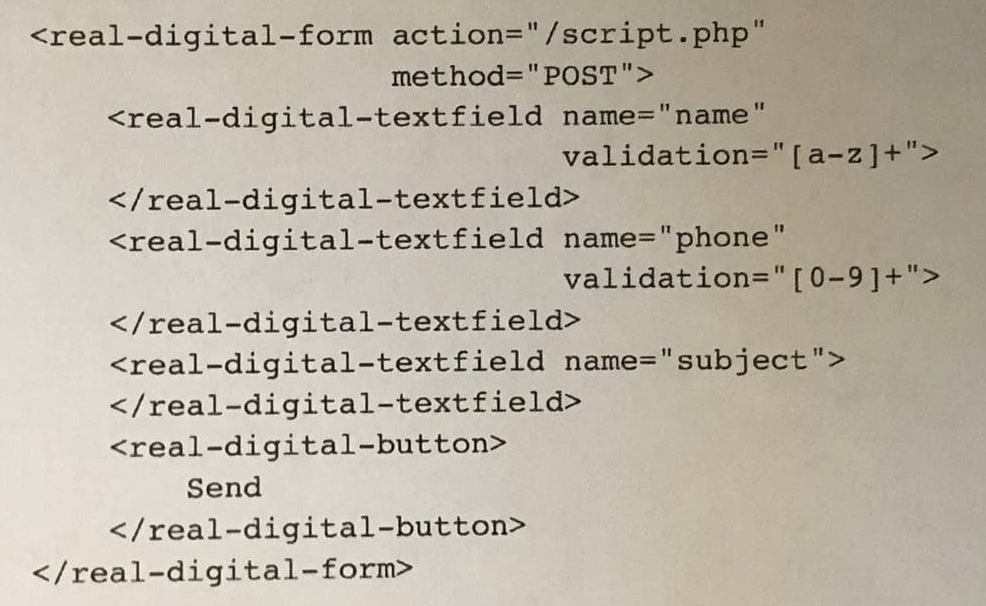 <real-digital-form action="/script.php"
                   method="POST">
    <real-digital-textfield name="name"
                            validation="[a-z]+">
    </real-digital-textfield>
    <real-digital-textfield name="phone"
                            validation="[0-9]+">
    </real-digital-textfield>
    <real-digital-textfield name="subject">
    </real-digital-textfield>
    <real-digital-button>
        Send
    </real-digital-button>
</real-digital-form>